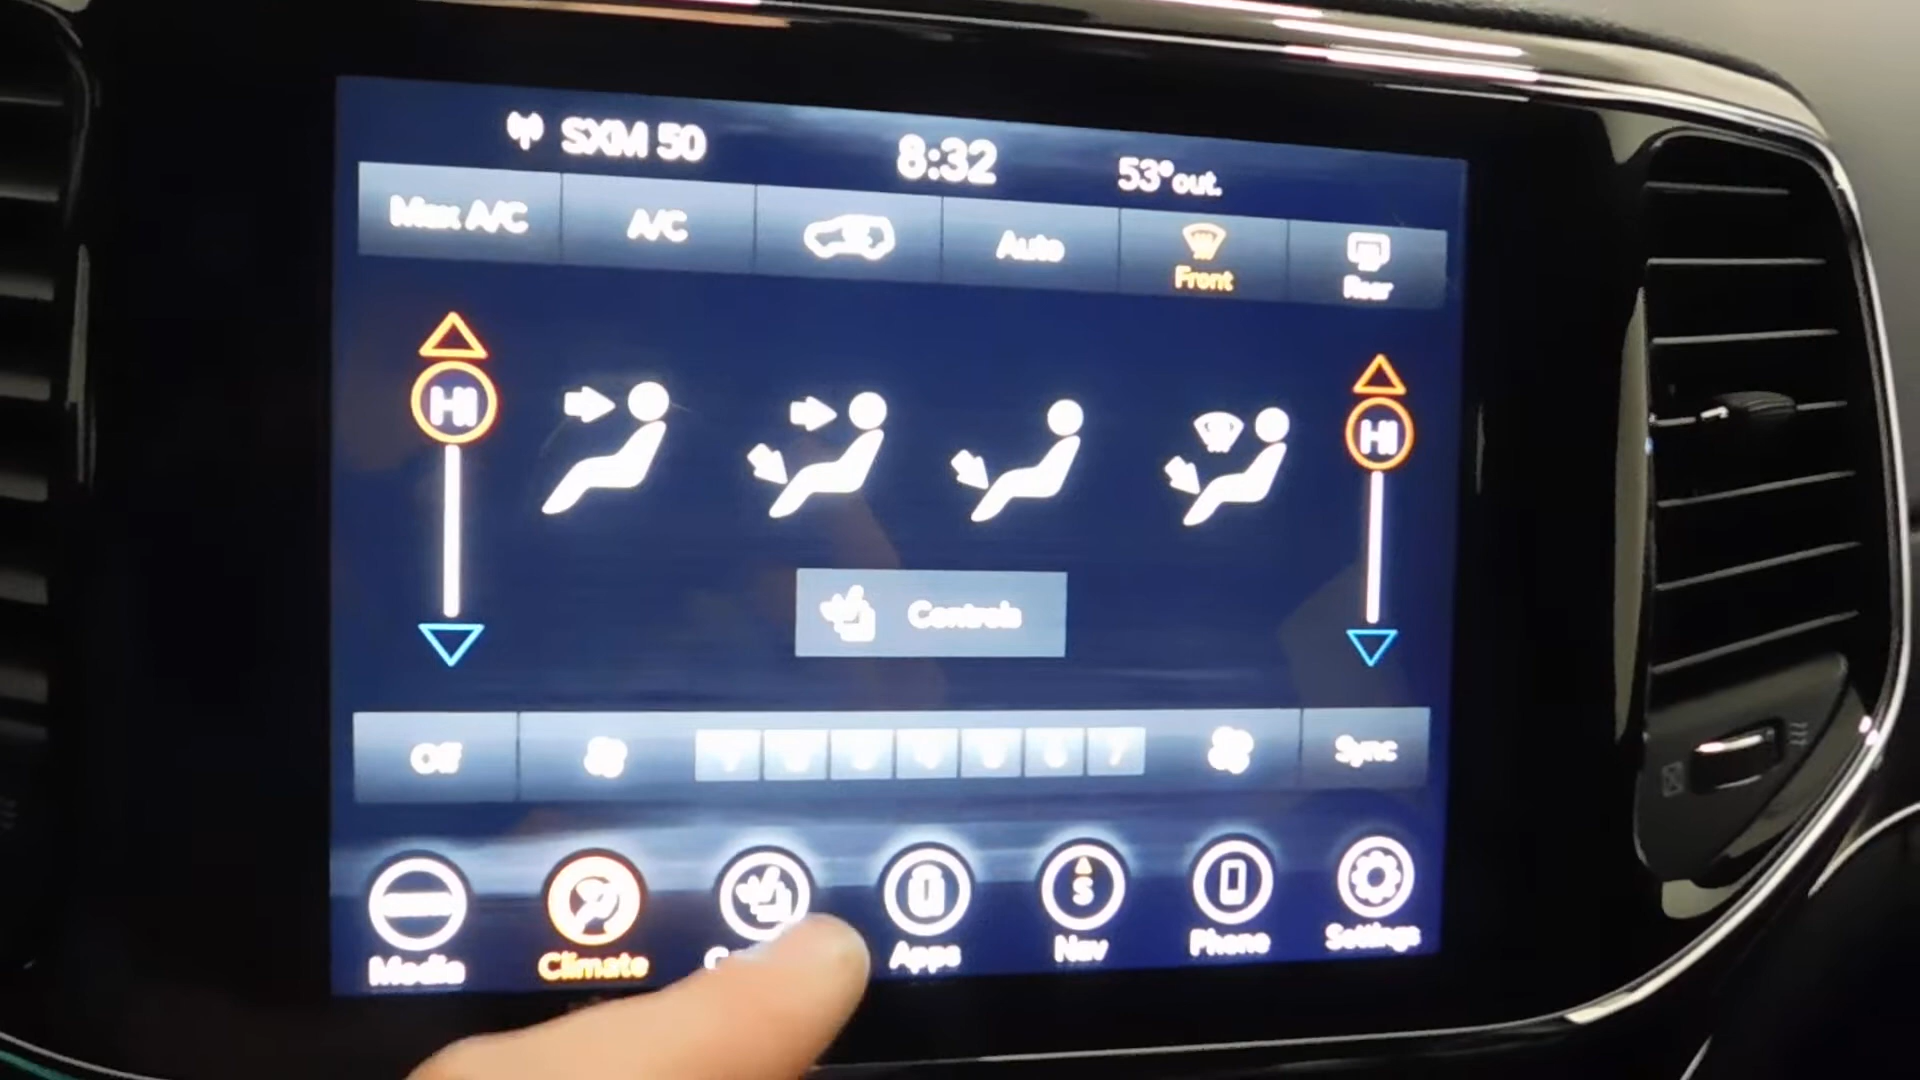 SXM 50
8:32
53°out.
Max A/C
A/C
Auto
Front
Rear
HI
HI
Controls
Off
Sync
Media
Climate
Apps
S
Nav
Phone
Settings